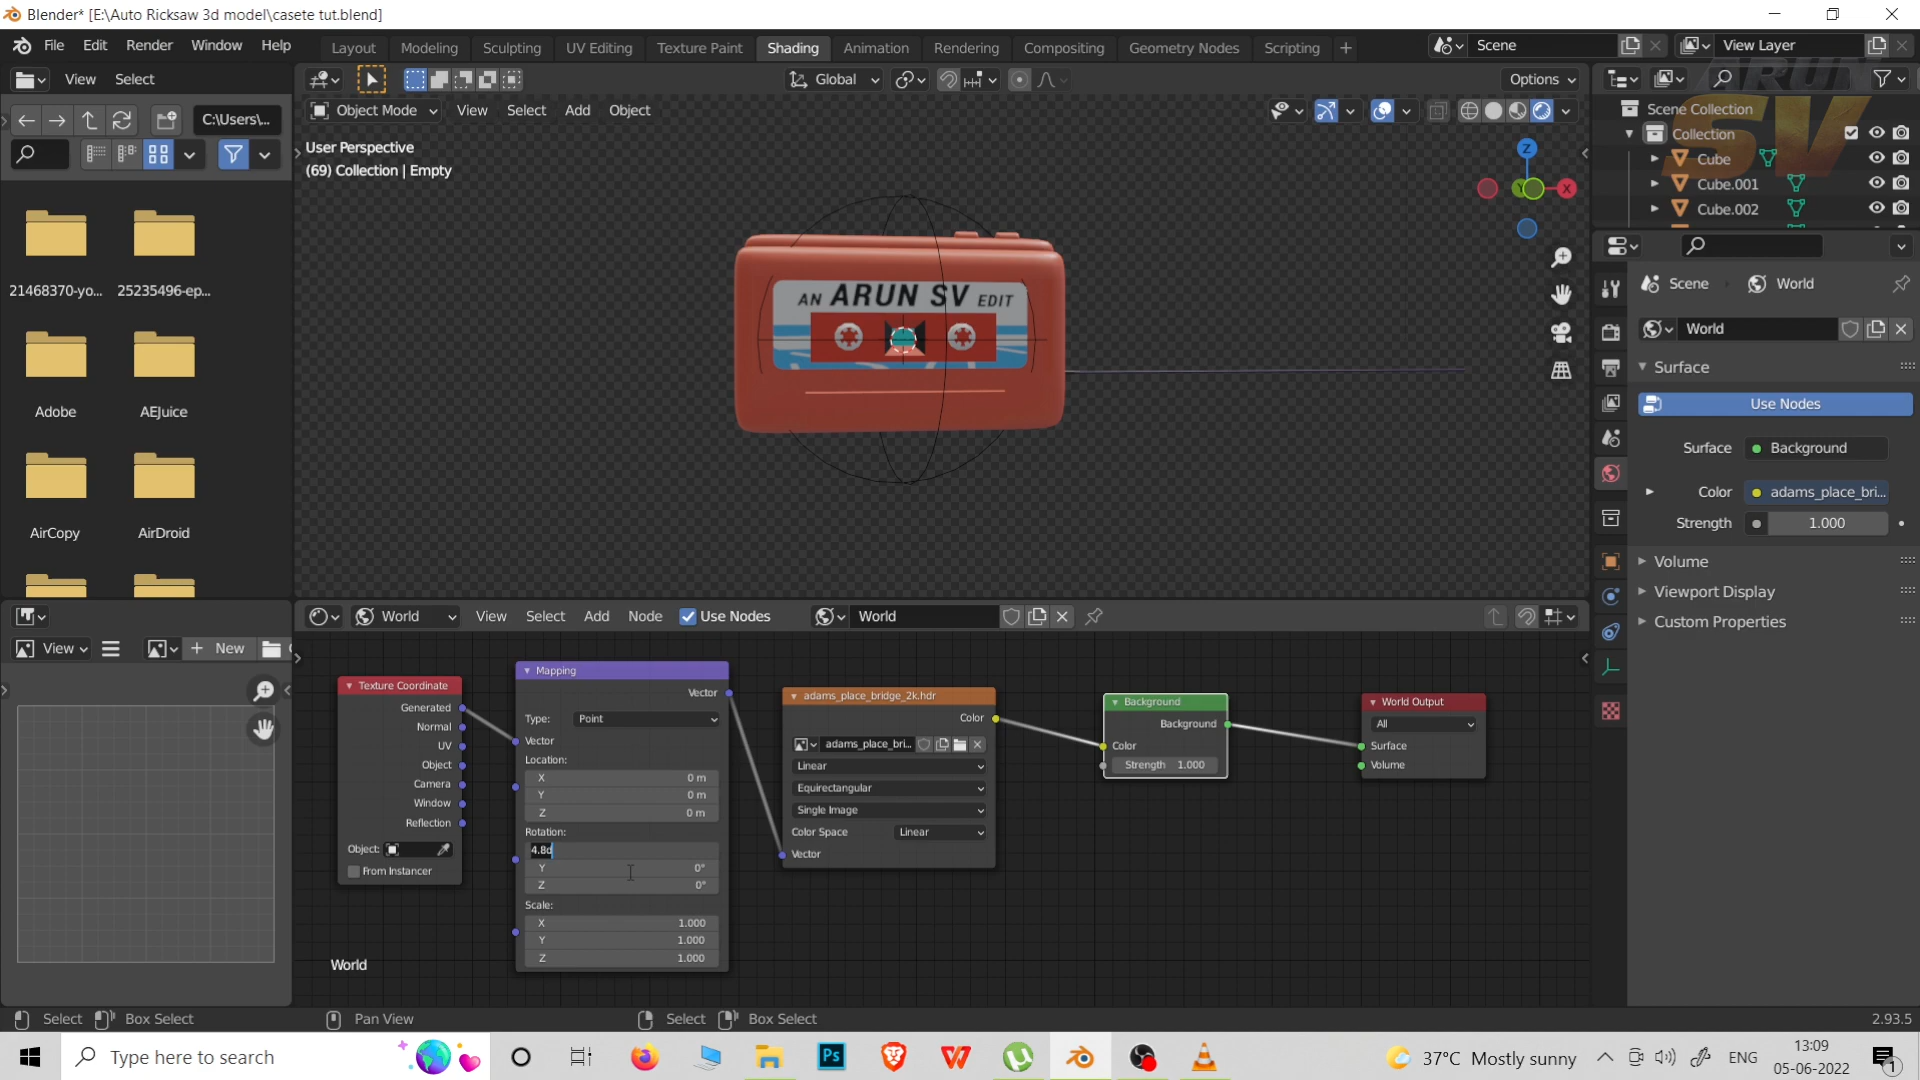 Blender* [E:\Auto Ricksaw 3d model\casete tut.blend]
File Edit Render Window Help
Layout Modeling Sculpting UV Editing Texture Paint Shading Animation Rendering Compositing Geometry Nodes Scripting +
Scene
View Layer
View Select
Global
Options
C:\Users\...
Object Mode View Select Add Object
User Perspective
(69) Collection | Empty
ARUN
SV
Scene Collection
Collection
Cube
Cube.001
Cube.002
Z
Y
X
21468370-yo...
25235496-ep...
Adobe
AEJuice
AirCopy
AirDroid
AN ARUN SV EDIT
Scene
World
World
Surface
Use Nodes
Surface Background
Color adams_place_bri...
Strength 1.000
Volume
Viewport Display
Custom Properties
View
New
World View Select Add Node Use Nodes
World
Texture Coordinate
Generated
Normal
UV
Object
Camera
Window
Reflection
Object:
From Instancer
Mapping
Vector
Type: Point
Vector
Location:
X 0 m
Y 0 m
Z 0 m
Rotation:
4.8d
Y 0°
Z 0°
Scale:
X 1.000
Y 1.000
Z 1.000
adams_place_bridge_2k.hdr
Color
adams_place_bri...
Linear
Equirectangular
Single Image
Color Space Linear
Vector
Background
Background
Color
Strength 1.000
World Output
All
Surface
Volume
World
Select Box Select Pan View Select Box Select
2.93.5
Type here to search
Ps
37°C Mostly sunny
ENG
13:09
05-06-2022
1